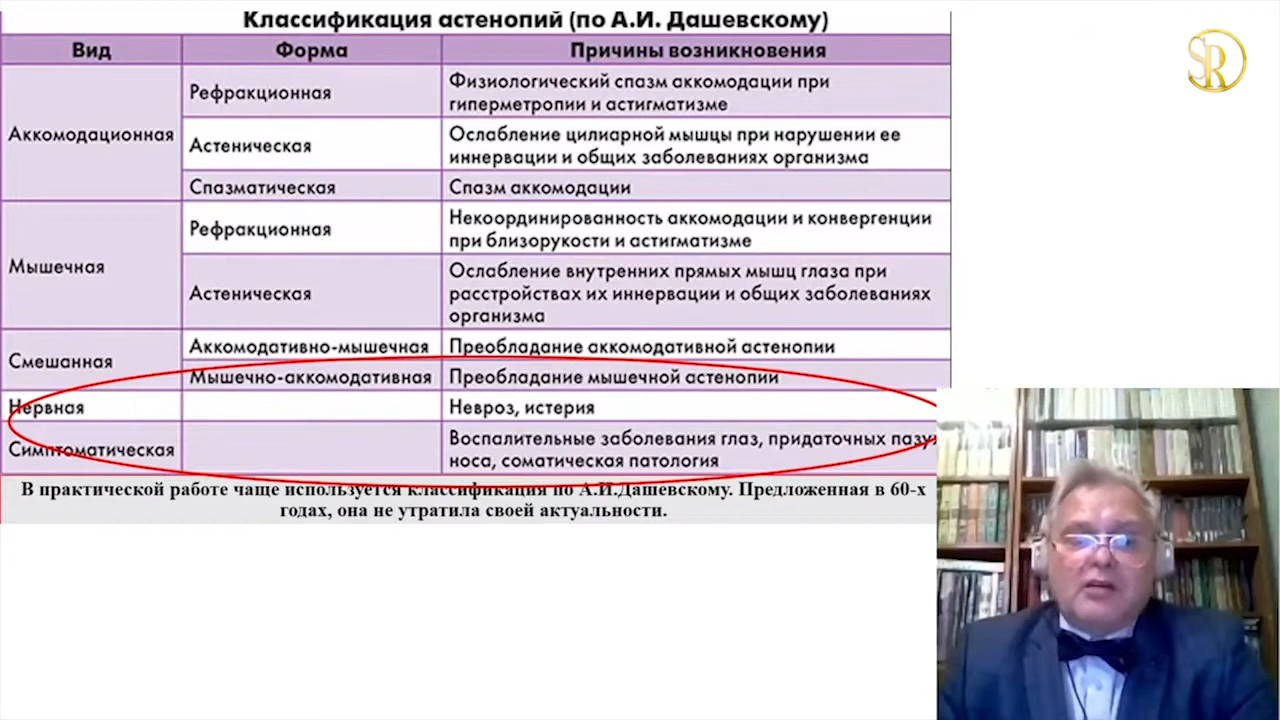 Классификация астенопий (по А.И. Дашевскому)
Вид
Форма
Причины возникновения
Аккомодационная
Рефракционная
Физиологический спазм аккомодации при
гиперметропии и астигматизме
Астеническая
Ослабление цилиарной мышцы при нарушении ее
иннервации и общих заболеваниях организма
Спазматическая
Спазм аккомодации
Мышечная
Рефракционная
Некоординированность аккомодации и конвергенции
при близорукости и астигматизме
Астеническая
Ослабление внутренних прямых мышц глаза при
расстройствах их иннервации и общих заболеваниях
организма
Смешанная
Аккомодативно-мышечная
Преобладание аккомодативной астенопии
Мышечно-аккомодативная
Преобладание мышечной астенопии
Нервная
Невроз, истерия
Симптоматическая
Воспалительные заболевания глаз, придаточных пазу
носа, соматическая патология
В практической работе чаще используется классификация по А.И.Дашевскому. Предложенная в 60-х
годах, она не утратила своей актуальности.
SR